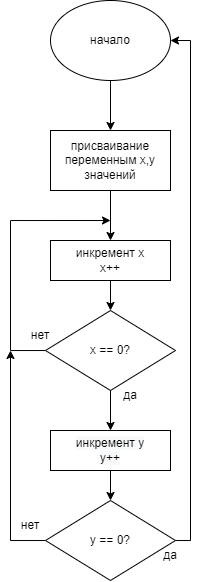 начало
присваивание
переменным x,y
значений
инкремент x
x++
нет
x == 0?
да
инкремент y
y++
нет
y == 0?
да